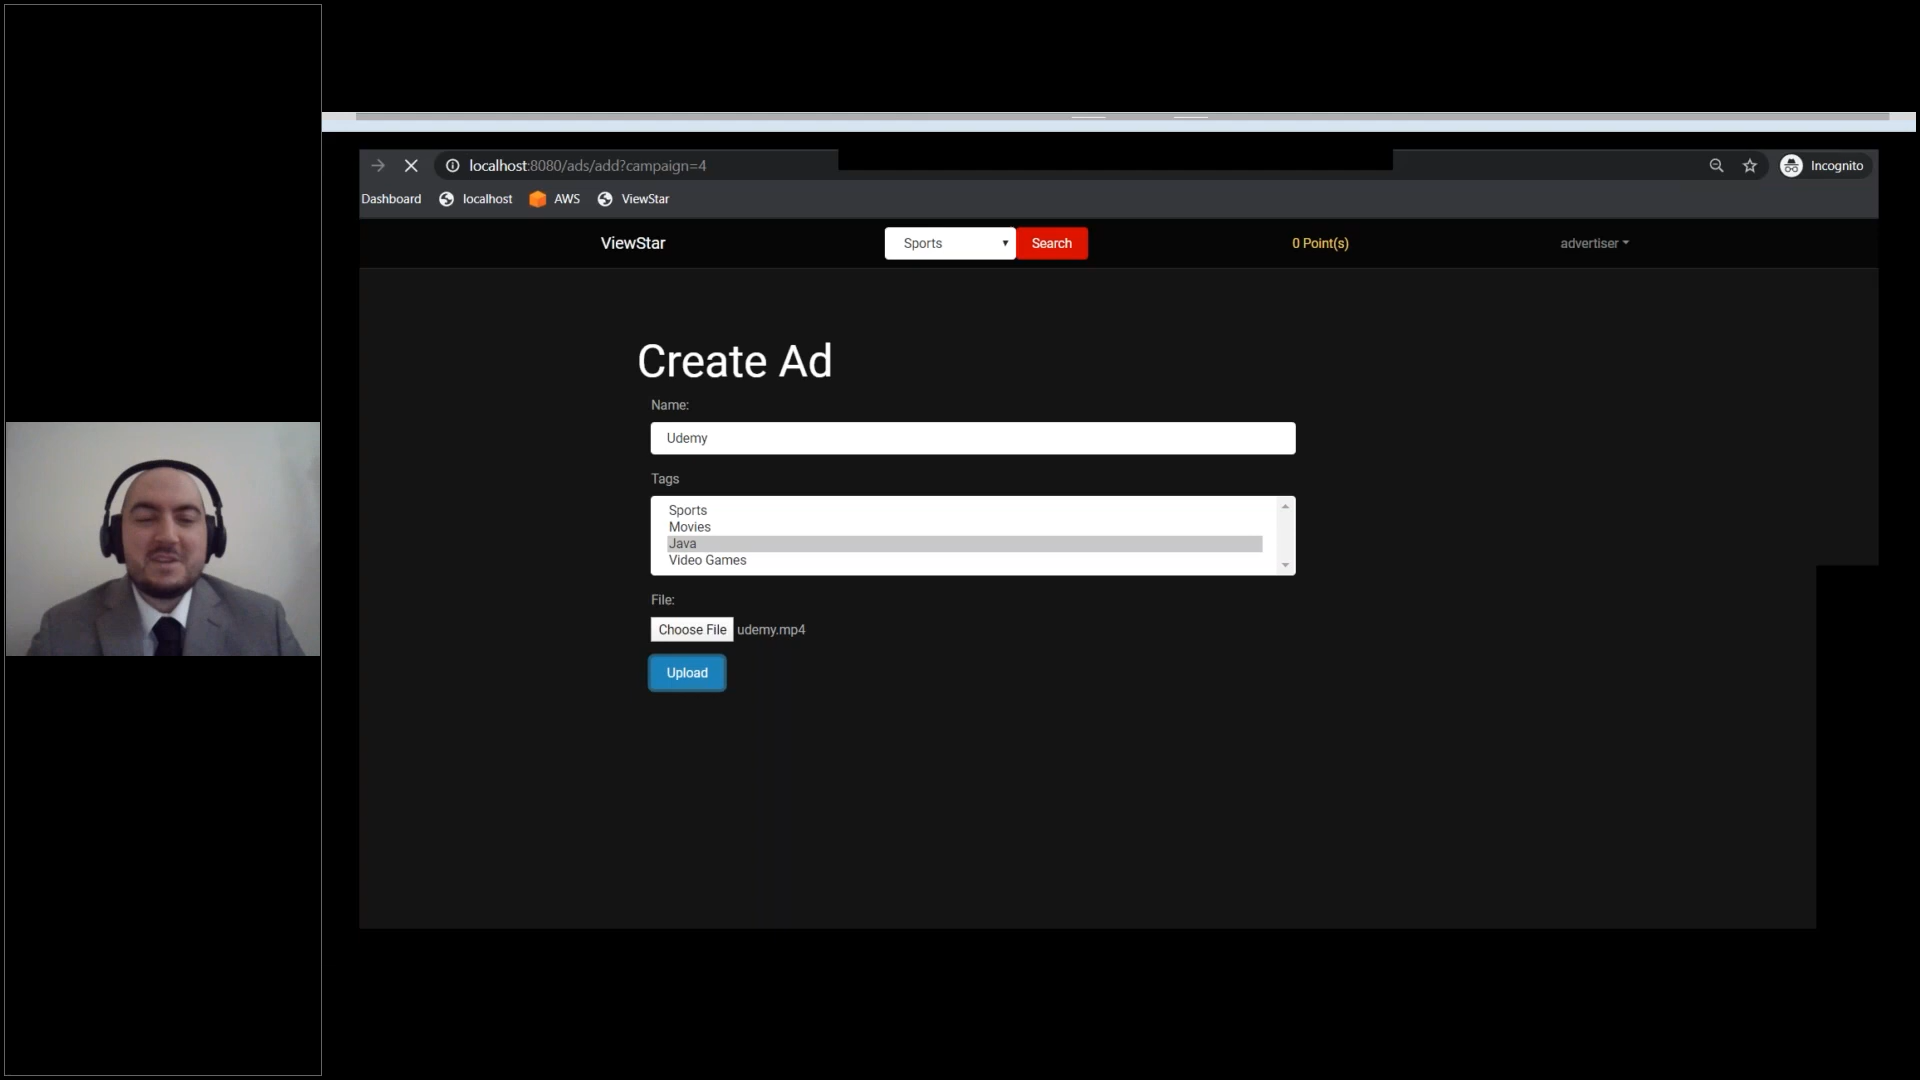 localhost:8080/ads/add?campaign=4
Incognito
Dashboard localhost AWS ViewStar
ViewStar Sports Search 0 Point(s) advertiser
Create Ad
Name:
Udemy
Tags
Sports
Movies
Java
Video Games
File:
Choose File udemy.mp4
Upload